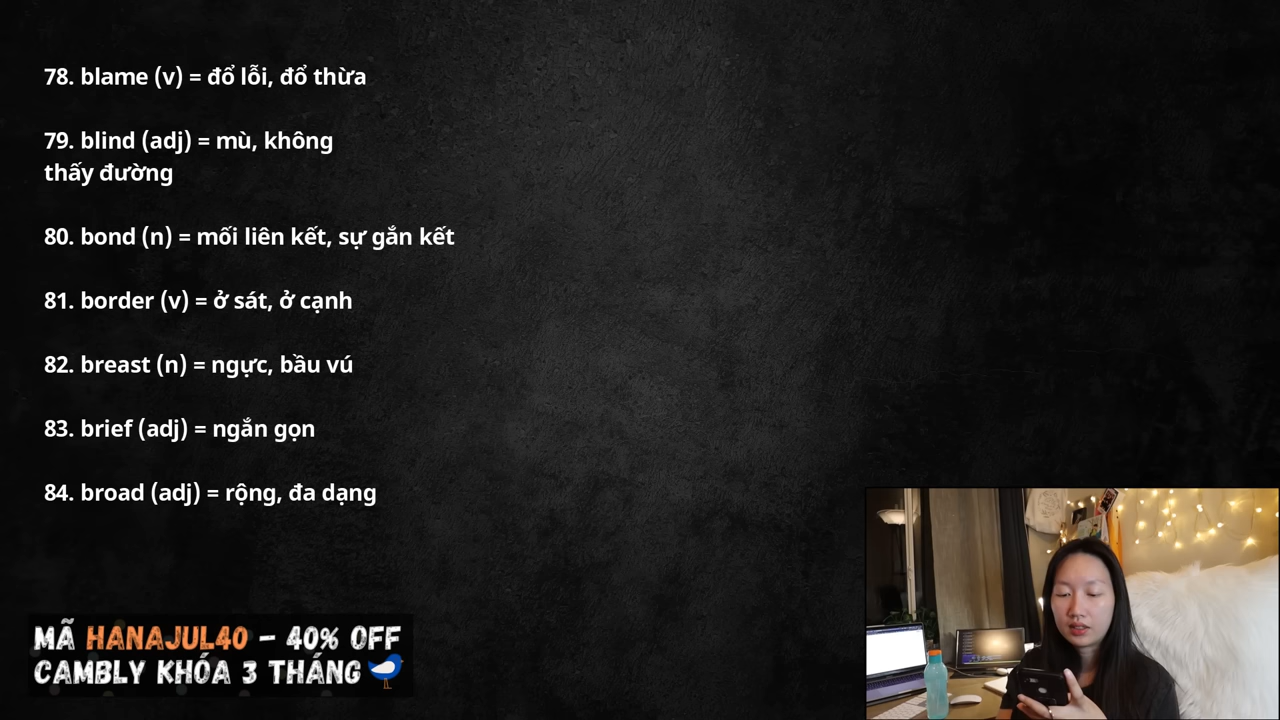 78. blame (v) = đổ lỗi, đổ thừa
79. blind (adj) = mù, không
thấy đường
80. bond (n) = mối liên kết, sự gắn kết
81. border (v) = ở sát, ở cạnh
82. breast (n) = ngực, bầu vú
83. brief (adj) = ngắn gọn
84. broad (adj) = rộng, đa dạng
MÃ HANAJUL40 – 40% OFF
CAMBLY KHÓA 3 THÁNG